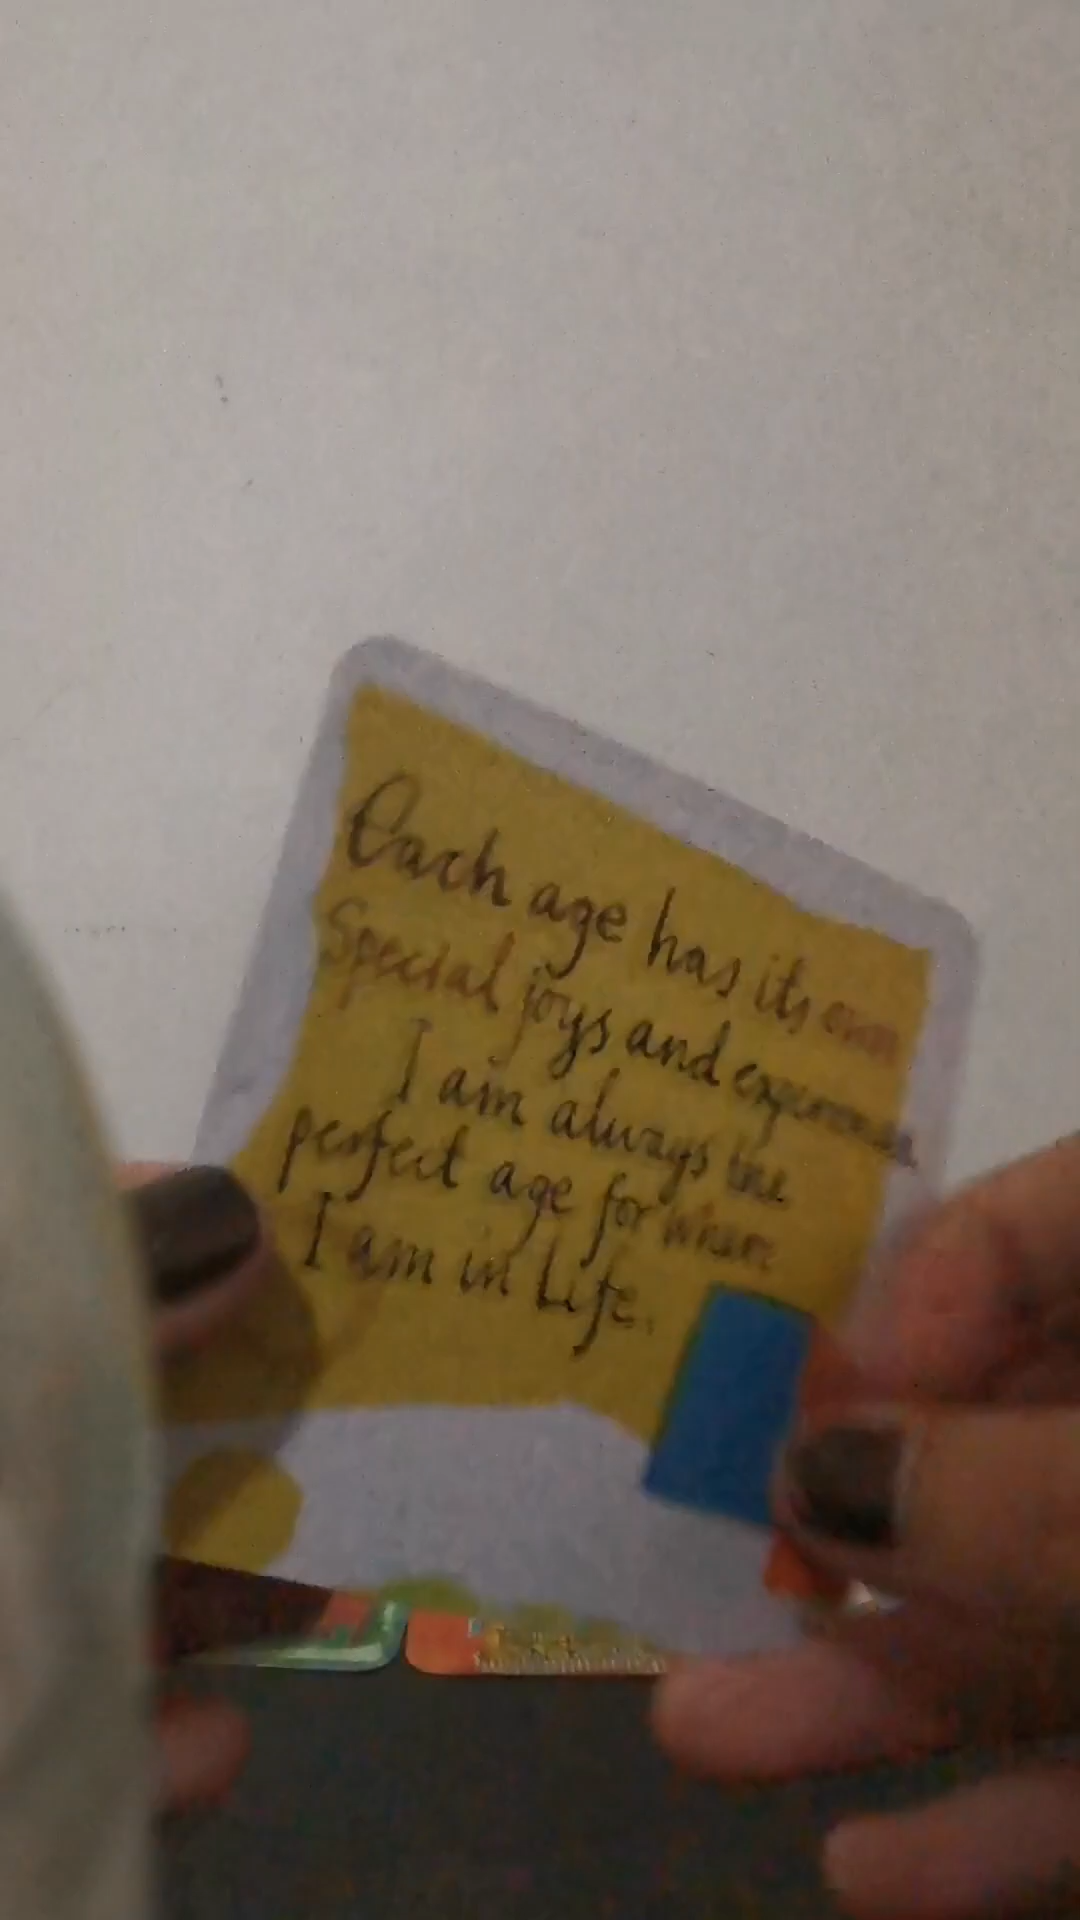 Each age has its own
Special joys and experiences.
I am always the
perfect age for where
I am in Life.